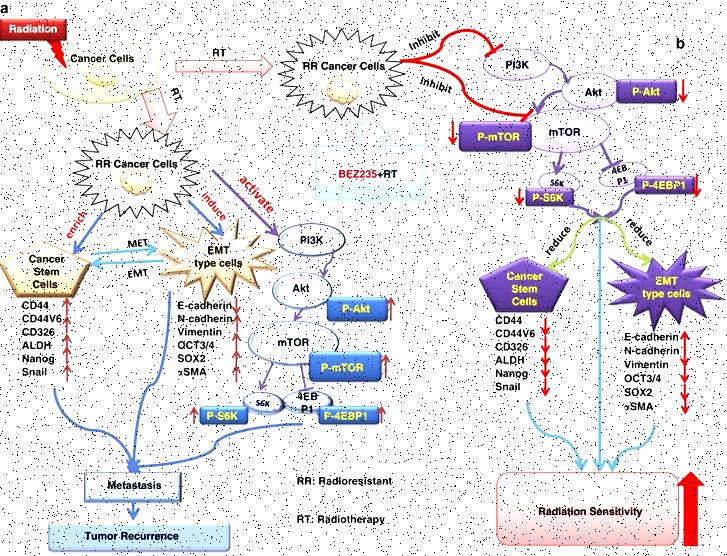 a
Radiation
Cancer Cells
RT
RT
RR Cancer Cells
RR Cancer Cells
Inhibit
Inhibit
b
PI3K
Akt
P-Akt
P-mTOR
mTOR
S6K
P-S6K
4EB
P1
P-4EBP1
BEZ235+RT
enrich
induce
activate
MET
EMT
Cancer
Stem
Cells
EMT
type cells
CD44
CD44V6
CD326
ALDH
Nanog
Snail
E-cadherin
N-cadherin
Vimentin
OCT3/4
SOX2
αSMA
PI3K
Akt
P-Akt
mTOR
P-mTOR
S6K
P-S6K
4EB
P1
P-4EBP1
Metastasis
Tumor Recurrence
RR: Radioresistant
RT: Radiotherapy
reduce
reduce
Cancer
Stem
Cells
EMT
type cells
CD44
CD44V6
CD326
ALDH
Nanog
Snail
E-cadherin
N-cadherin
Vimentin
OCT3/4
SOX2
αSMA
Radiation Sensitivity